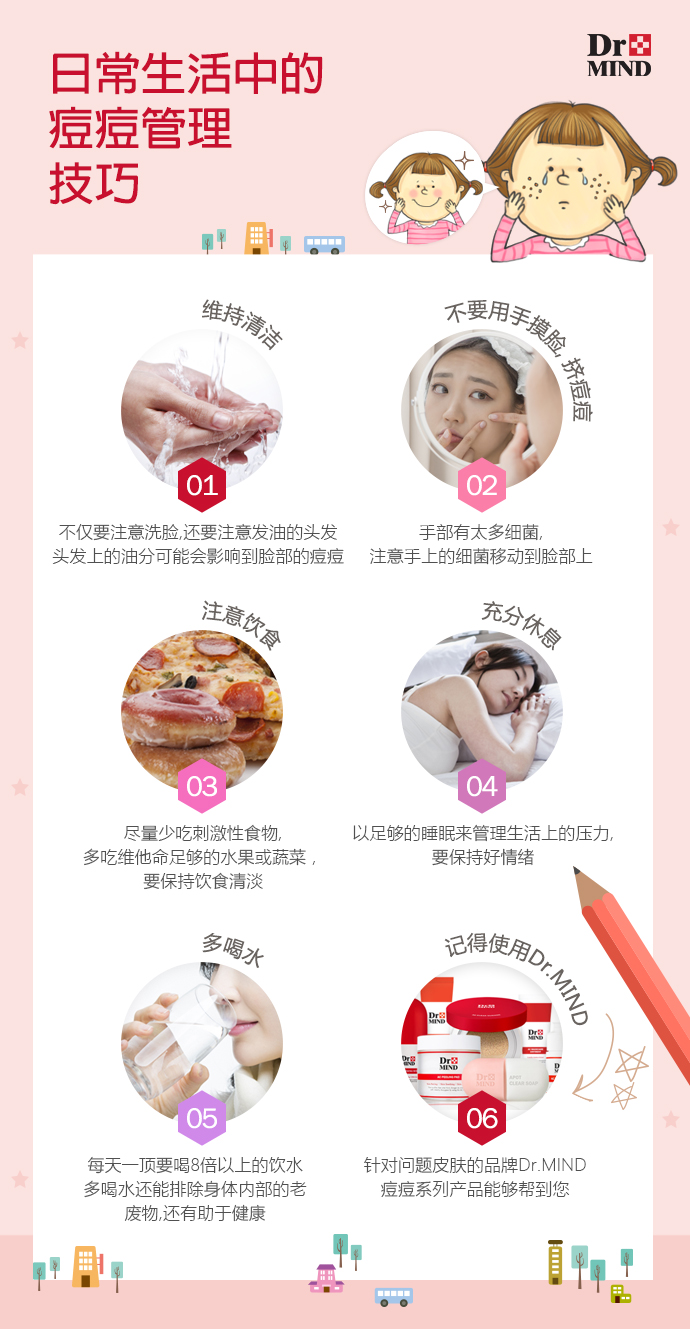 日常生活中的
痘痘管理
技巧
Dr
MIND
维持清洁
01
不仅要注意洗脸,还要注意发油的头发
头发上的油分可能会影响到脸部的痘痘
不要用手摸脸, 挤痘痘
02
手部有太多细菌,
注意手上的细菌移动到脸部上
注意饮食
03
尽量少吃刺激性食物,
多吃维他命足够的水果或蔬菜 ,
要保持饮食清淡
充分休息
04
以足够的睡眠来管理生活上的压力,
要保持好情绪
多喝水
05
每天一顶要喝8倍以上的饮水
多喝水还能排除身体内部的老
废物,还有助于健康
记得使用Dr.MIND
Dr
MIND
Dr
MIND
Dr
MIND
Dr
MIND
06
针对问题皮肤的品牌Dr.MIND
痘痘系列产品能够帮到您